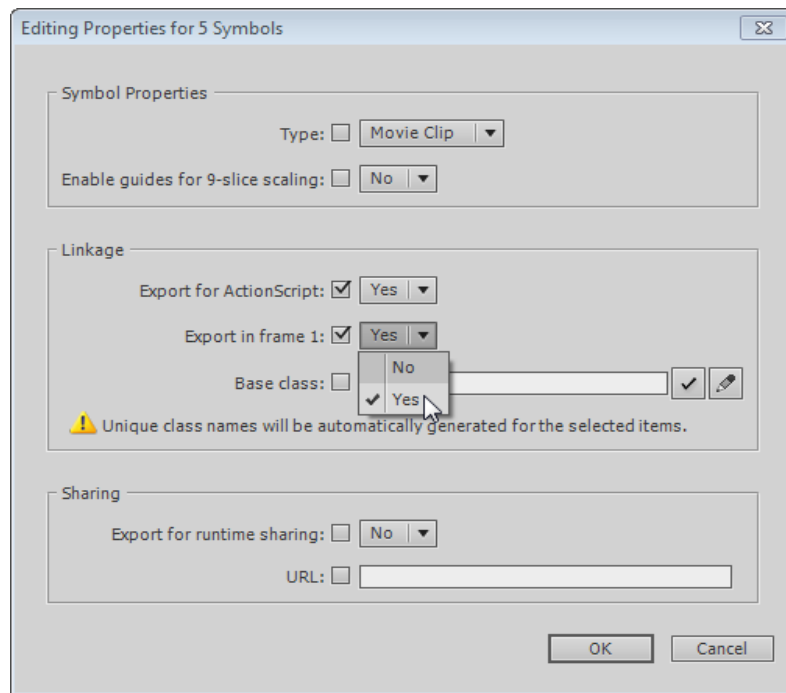 Editing Properties for 5 Symbols
Symbol Properties
Type: Movie Clip
Enable guides for 9-slice scaling: No
Linkage
Export for ActionScript: Yes
Export in frame 1: Yes
No
Base class:
Yes
Unique class names will be automatically generated for the selected items.
Sharing
Export for runtime sharing: No
URL:
OK Cancel